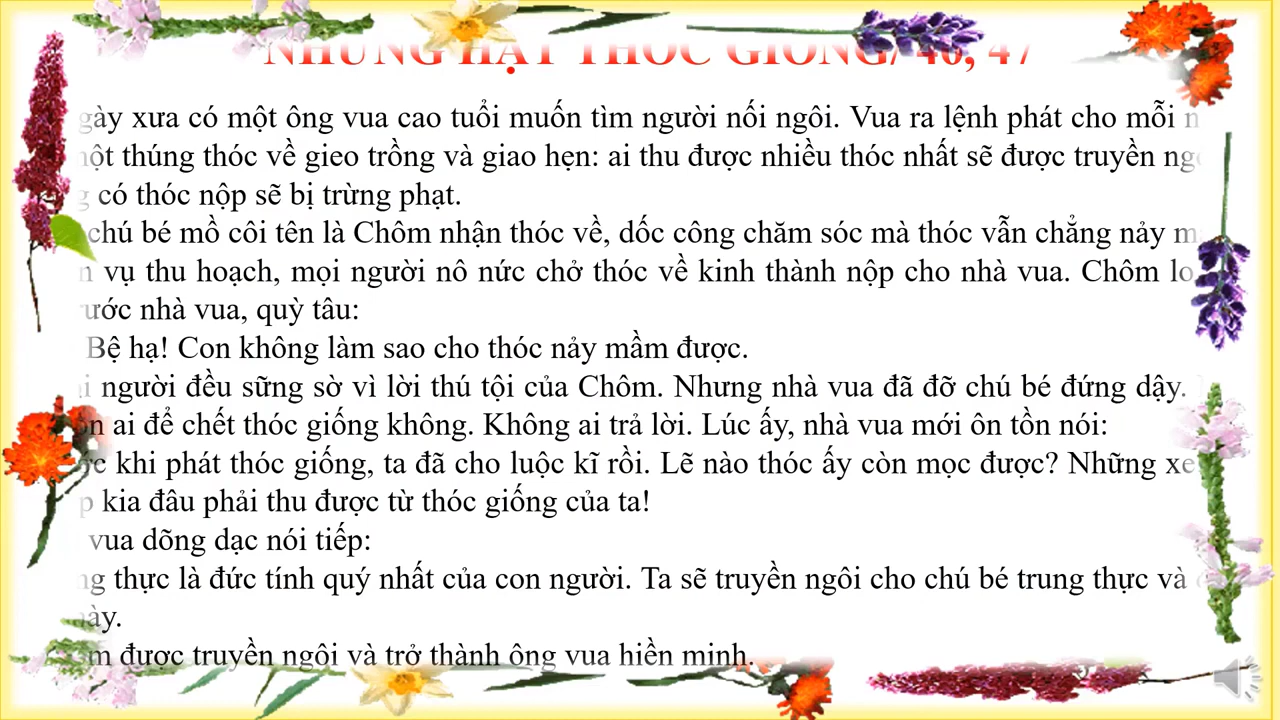 NHỮNG HẠT THÓC GIỐNG/ 46, 47
gày xưa có một ông vua cao tuổi muốn tìm người nối ngôi. Vua ra lệnh phát cho mỗi
một thúng thóc về gieo trồng và giao hẹn: ai thu được nhiều thóc nhất sẽ được truyền
có thóc nộp sẽ bị trừng phạt.
chú bé mồ côi tên là Chôm nhận thóc về, dốc công chăm sóc mà thóc vẫn chẳng nảy
vụ thu hoạch, mọi người nô nức chở thóc về kinh thành nộp cho nhà vua. Chôm lo
ước nhà vua, quỳ tâu:
Bệ hạ! Con không làm sao cho thóc nảy mầm được.
người đều sững sờ vì lời thú tội của Chôm. Nhưng nhà vua đã đỡ chú bé đứng dậy.
ai để chết thóc giống không. Không ai trả lời. Lúc ấy, nhà vua mới ôn tồn nói:
khi phát thóc giống, ta đã cho luộc kĩ rồi. Lẽ nào thóc ấy còn mọc được? Những xe
kia đâu phải thu được từ thóc giống của ta!
vua dõng dạc nói tiếp:
thực là đức tính quý nhất của con người. Ta sẽ truyền ngôi cho chú bé trung thực và
này.
được truyền ngôi và trở thành ông vua hiền minh.